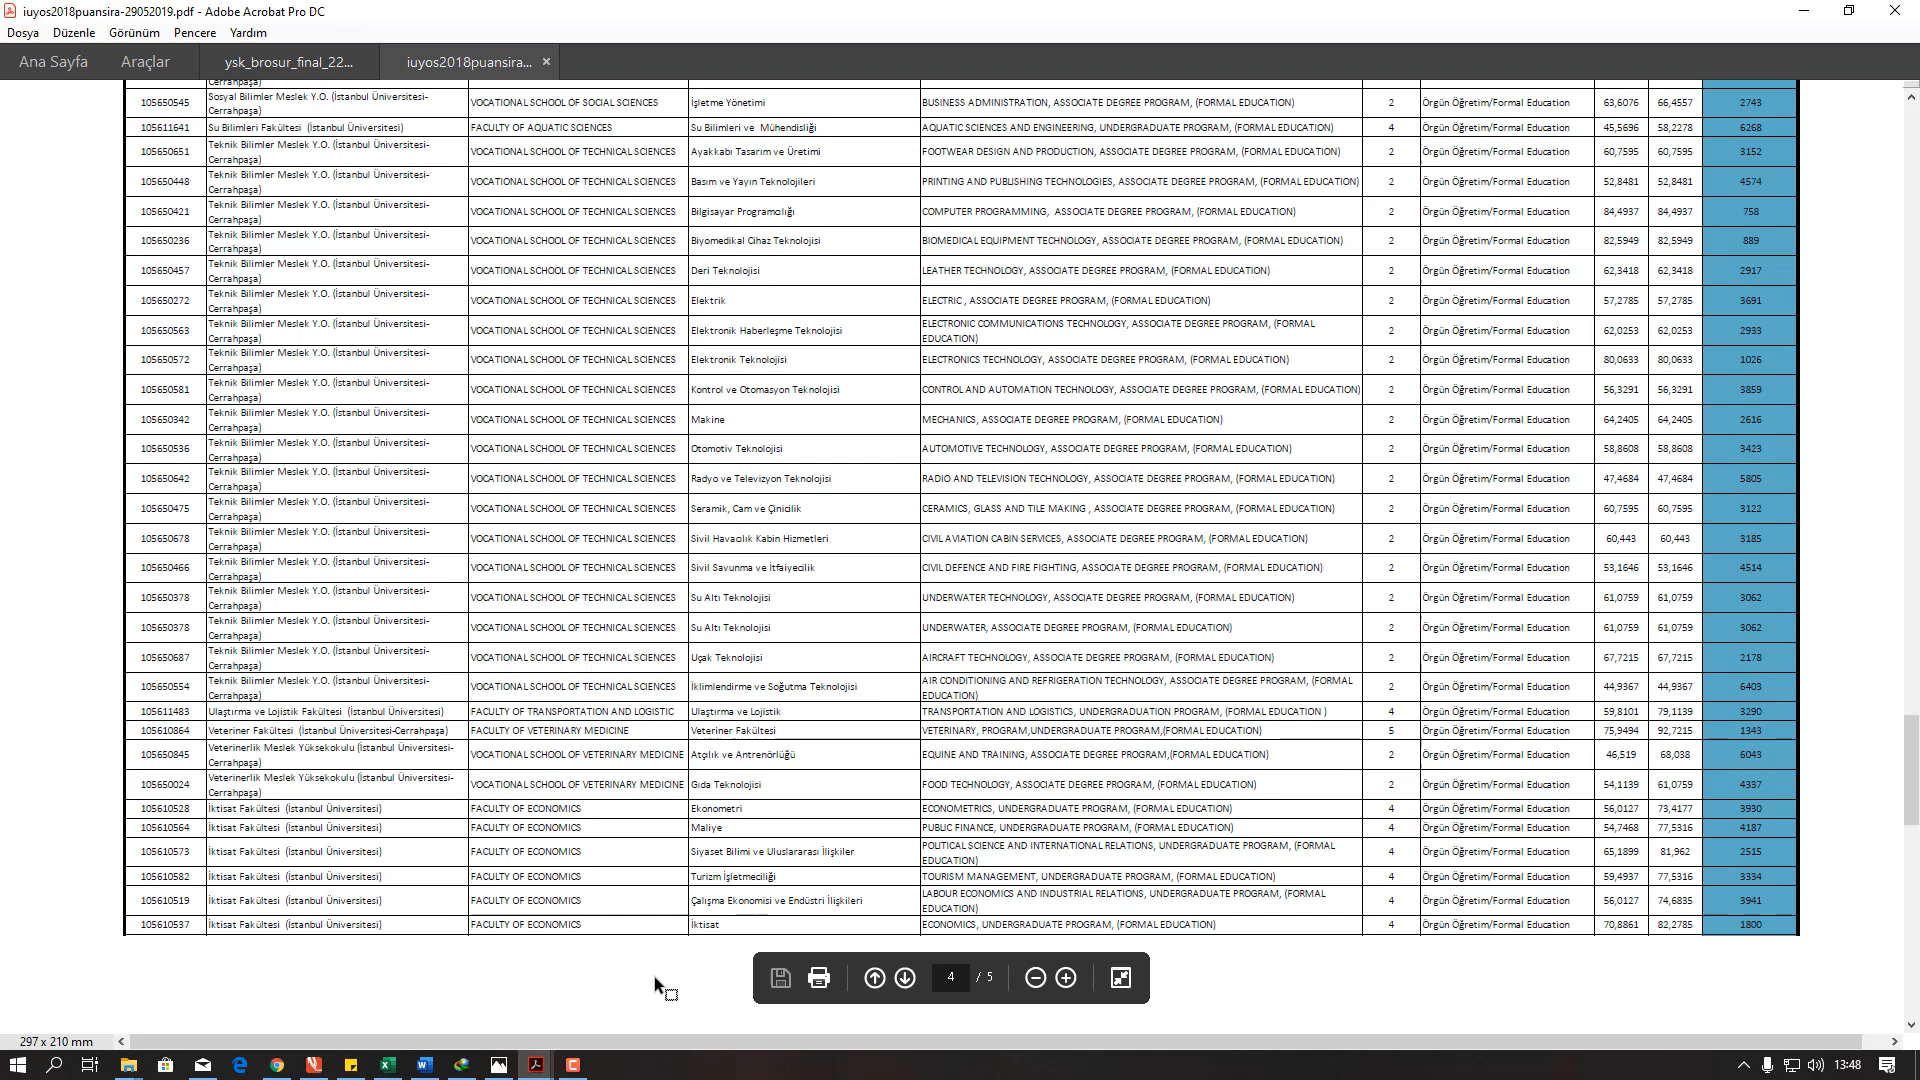 iuyos2018puansira-29052019.pdf - Adobe Acrobat Pro DC
Dosya Düzenle Görünüm Pencere Yardım
Ana Sayfa Araçlar ysk_brosur_final_22... iuyos2018puansira... ×
Cerrahpaşa)
105650545 Sosyal Bilimler Meslek Y.O. (İstanbul Üniversitesi-Cerrahpaşa) VOCATIONAL SCHOOL OF SOCIAL SCIENCES İşletme Yönetimi BUSINESS ADMINISTRATION, ASSOCIATE DEGREE PROGRAM, (FORMAL EDUCATION) 2 Örgün Öğretim/Formal Education 63,6076 66,4557 2743
105611641 Su Bilimleri Fakültesi (İstanbul Üniversitesi) FACULTY OF AQUATIC SCIENCES Su Bilimleri ve Mühendisliği AQUATIC SCIENCES AND ENGINEERING, UNDERGRADUATE PROGRAM, (FORMAL EDUCATION) 4 Örgün Öğretim/Formal Education 45,5696 58,2278 6268
105650651 Teknik Bilimler Meslek Y.O. (İstanbul Üniversitesi-Cerrahpaşa) VOCATIONAL SCHOOL OF TECHNICAL SCIENCES Ayakkabı Tasarım ve Üretimi FOOTWEAR DESIGN AND PRODUCTION, ASSOCIATE DEGREE PROGRAM, (FORMAL EDUCATION) 2 Örgün Öğretim/Formal Education 60,7595 60,7595 3152
105650448 Teknik Bilimler Meslek Y.O. (İstanbul Üniversitesi-Cerrahpaşa) VOCATIONAL SCHOOL OF TECHNICAL SCIENCES Basım ve Yayın Teknolojileri PRINTING AND PUBLISHING TECHNOLOGIES, ASSOCIATE DEGREE PROGRAM, (FORMAL EDUCATION) 2 Örgün Öğretim/Formal Education 52,8481 52,8481 4574
105650421 Teknik Bilimler Meslek Y.O. (İstanbul Üniversitesi-Cerrahpaşa) VOCATIONAL SCHOOL OF TECHNICAL SCIENCES Bilgisayar Programcılığı COMPUTER PROGRAMMING, ASSOCIATE DEGREE PROGRAM, (FORMAL EDUCATION) 2 Örgün Öğretim/Formal Education 84,4937 84,4937 758
105650236 Teknik Bilimler Meslek Y.O. (İstanbul Üniversitesi-Cerrahpaşa) VOCATIONAL SCHOOL OF TECHNICAL SCIENCES Biyomedikal Cihaz Teknolojisi BIOMEDICAL EQUIPMENT TECHNOLOGY, ASSOCIATE DEGREE PROGRAM, (FORMAL EDUCATION) 2 Örgün Öğretim/Formal Education 82,5949 82,5949 889
105650457 Teknik Bilimler Meslek Y.O. (İstanbul Üniversitesi-Cerrahpaşa) VOCATIONAL SCHOOL OF TECHNICAL SCIENCES Deri Teknolojisi LEATHER TECHNOLOGY, ASSOCIATE DEGREE PROGRAM, (FORMAL EDUCATION) 2 Örgün Öğretim/Formal Education 62,3418 62,3418 2917
105650272 Teknik Bilimler Meslek Y.O. (İstanbul Üniversitesi-Cerrahpaşa) VOCATIONAL SCHOOL OF TECHNICAL SCIENCES Elektrik ELECTRIC , ASSOCIATE DEGREE PROGRAM, (FORMAL EDUCATION) 2 Örgün Öğretim/Formal Education 57,2785 57,2785 3691
105650563 Teknik Bilimler Meslek Y.O. (İstanbul Üniversitesi-Cerrahpaşa) VOCATIONAL SCHOOL OF TECHNICAL SCIENCES Elektronik Haberleşme Teknolojisi ELECTRONIC COMMUNICATIONS TECHNOLOGY, ASSOCIATE DEGREE PROGRAM, (FORMAL EDUCATION) 2 Örgün Öğretim/Formal Education 62,0253 62,0253 2933
105650572 Teknik Bilimler Meslek Y.O. (İstanbul Üniversitesi-Cerrahpaşa) VOCATIONAL SCHOOL OF TECHNICAL SCIENCES Elektronik Teknolojisi ELECTRONICS TECHNOLOGY, ASSOCIATE DEGREE PROGRAM, (FORMAL EDUCATION) 2 Örgün Öğretim/Formal Education 80,0633 80,0633 1026
105650581 Teknik Bilimler Meslek Y.O. (İstanbul Üniversitesi-Cerrahpaşa) VOCATIONAL SCHOOL OF TECHNICAL SCIENCES Kontrol ve Otomasyon Teknolojisi CONTROL AND AUTOMATION TECHNOLOGY, ASSOCIATE DEGREE PROGRAM, (FORMAL EDUCATION) 2 Örgün Öğretim/Formal Education 56,3291 56,3291 3859
105650342 Teknik Bilimler Meslek Y.O. (İstanbul Üniversitesi-Cerrahpaşa) VOCATIONAL SCHOOL OF TECHNICAL SCIENCES Makine MECHANICS, ASSOCIATE DEGREE PROGRAM, (FORMAL EDUCATION) 2 Örgün Öğretim/Formal Education 64,2405 64,2405 2616
105650536 Teknik Bilimler Meslek Y.O. (İstanbul Üniversitesi-Cerrahpaşa) VOCATIONAL SCHOOL OF TECHNICAL SCIENCES Otomotiv Teknolojisi AUTOMOTIVE TECHNOLOGY, ASSOCIATE DEGREE PROGRAM, (FORMAL EDUCATION) 2 Örgün Öğretim/Formal Education 58,8608 58,8608 3423
105650642 Teknik Bilimler Meslek Y.O. (İstanbul Üniversitesi-Cerrahpaşa) VOCATIONAL SCHOOL OF TECHNICAL SCIENCES Radyo ve Televizyon Teknolojisi RADIO AND TELEVISION TECHNOLOGY, ASSOCIATE DEGREE PROGRAM, (FORMAL EDUCATION) 2 Örgün Öğretim/Formal Education 47,4684 47,4684 5805
105650475 Teknik Bilimler Meslek Y.O. (İstanbul Üniversitesi-Cerrahpaşa) VOCATIONAL SCHOOL OF TECHNICAL SCIENCES Seramik, Cam ve Çinicilik CERAMICS, GLASS AND TILE MAKING , ASSOCIATE DEGREE PROGRAM, (FORMAL EDUCATION) 2 Örgün Öğretim/Formal Education 60,7595 60,7595 3122
105650678 Teknik Bilimler Meslek Y.O. (İstanbul Üniversitesi-Cerrahpaşa) VOCATIONAL SCHOOL OF TECHNICAL SCIENCES Sivil Havacılık Kabin Hizmetleri CIVIL AVIATION CABIN SERVICES, ASSOCIATE DEGREE PROGRAM, (FORMAL EDUCATION) 2 Örgün Öğretim/Formal Education 60,443 60,443 3185
105650466 Teknik Bilimler Meslek Y.O. (İstanbul Üniversitesi-Cerrahpaşa) VOCATIONAL SCHOOL OF TECHNICAL SCIENCES Sivil Savunma ve İtfaiyecilik CIVIL DEFENCE AND FIRE FIGHTING, ASSOCIATE DEGREE PROGRAM, (FORMAL EDUCATION) 2 Örgün Öğretim/Formal Education 53,1646 53,1646 4514
105650378 Teknik Bilimler Meslek Y.O. (İstanbul Üniversitesi-Cerrahpaşa) VOCATIONAL SCHOOL OF TECHNICAL SCIENCES Su Altı Teknolojisi UNDERWATER TECHNOLOGY, ASSOCIATE DEGREE PROGRAM, (FORMAL EDUCATION) 2 Örgün Öğretim/Formal Education 61,0759 61,0759 3062
105650378 Teknik Bilimler Meslek Y.O. (İstanbul Üniversitesi-Cerrahpaşa) VOCATIONAL SCHOOL OF TECHNICAL SCIENCES Su Altı Teknolojisi UNDERWATER, ASSOCIATE DEGREE PROGRAM, (FORMAL EDUCATION) 2 Örgün Öğretim/Formal Education 61,0759 61,0759 3062
105650687 Teknik Bilimler Meslek Y.O. (İstanbul Üniversitesi-Cerrahpaşa) VOCATIONAL SCHOOL OF TECHNICAL SCIENCES Uçak Teknolojisi AIRCRAFT TECHNOLOGY, ASSOCIATE DEGREE PROGRAM, (FORMAL EDUCATION) 2 Örgün Öğretim/Formal Education 67,7215 67,7215 2178
105650554 Teknik Bilimler Meslek Y.O. (İstanbul Üniversitesi-Cerrahpaşa) VOCATIONAL SCHOOL OF TECHNICAL SCIENCES İklimlendirme ve Soğutma Teknolojisi AIR CONDITIONING AND REFRIGERATION TECHNOLOGY, ASSOCIATE DEGREE PROGRAM, (FORMAL EDUCATION) 2 Örgün Öğretim/Formal Education 44,9367 44,9367 6403
105611483 Ulaştırma ve Lojistik Fakültesi (İstanbul Üniversitesi) FACULTY OF TRANSPORTATION AND LOGISTIC Ulaştırma ve Lojistik TRANSPORTATION AND LOGISTICS, UNDERGRADUATION PROGRAM, (FORMAL EDUCATION ) 4 Örgün Öğretim/Formal Education 59,8101 79,1139 3290
105610864 Veteriner Fakültesi (İstanbul Üniversitesi-Cerrahpaşa) FACULTY OF VETERINARY MEDICINE Veteriner Fakültesi VETERINARY, PROGRAM,UNDERGRADUATE PROGRAM,(FORMAL EDUCATION) 5 Örgün Öğretim/Formal Education 75,9494 92,7215 1343
105650845 Veterinerlik Meslek Yüksekokulu (İstanbul Üniversitesi-Cerrahpaşa) VOCATIONAL SCHOOL OF VETERINARY MEDICINE Atçılık ve Antrenörlüğü EQUINE AND TRAINING, ASSOCIATE DEGREE PROGRAM,(FORMAL EDUCATION) 2 Örgün Öğretim/Formal Education 46,519 68,038 6043
105650024 Veterinerlik Meslek Yüksekokulu (İstanbul Üniversitesi-Cerrahpaşa) VOCATIONAL SCHOOL OF VETERINARY MEDICINE Gıda Teknolojisi FOOD TECHNOLOGY, ASSOCIATE DEGREE PROGRAM, (FORMAL EDUCATION) 2 Örgün Öğretim/Formal Education 54,1139 61,0759 4337
105610528 İktisat Fakültesi (İstanbul Üniversitesi) FACULTY OF ECONOMICS Ekonometri ECONOMETRICS, UNDERGRADUATE PROGRAM, (FORMAL EDUCATION) 4 Örgün Öğretim/Formal Education 56,0127 73,4177 3930
105610564 İktisat Fakültesi (İstanbul Üniversitesi) FACULTY OF ECONOMICS Maliye PUBLIC FINANCE, UNDERGRADUATE PROGRAM, (FORMAL EDUCATION) 4 Örgün Öğretim/Formal Education 54,7468 77,5316 4187
105610573 İktisat Fakültesi (İstanbul Üniversitesi) FACULTY OF ECONOMICS Siyaset Bilimi ve Uluslararası İlişkiler POLITICAL SCIENCE AND INTERNATIONAL RELATIONS, UNDERGRADUATE PROGRAM, (FORMAL EDUCATION) 4 Örgün Öğretim/Formal Education 65,1899 81,962 2515
105610582 İktisat Fakültesi (İstanbul Üniversitesi) FACULTY OF ECONOMICS Turizm İşletmeciliği TOURISM MANAGEMENT, UNDERGRADUATE PROGRAM, (FORMAL EDUCATION) 4 Örgün Öğretim/Formal Education 59,4937 77,5316 3334
105610519 İktisat Fakültesi (İstanbul Üniversitesi) FACULTY OF ECONOMICS Çalışma Ekonomisi ve Endüstri İlişkileri LABOUR ECONOMICS AND INDUSTRIAL RELATIONS, UNDERGRADUATE PROGRAM, (FORMAL EDUCATION) 4 Örgün Öğretim/Formal Education 56,0127 74,6835 3941
105610537 İktisat Fakültesi (İstanbul Üniversitesi) FACULTY OF ECONOMICS İktisat ECONOMICS, UNDERGRADUATE PROGRAM, (FORMAL EDUCATION) 4 Örgün Öğretim/Formal Education 70,8861 82,2785 1800
4 / 5
297 x 210 mm
13:48